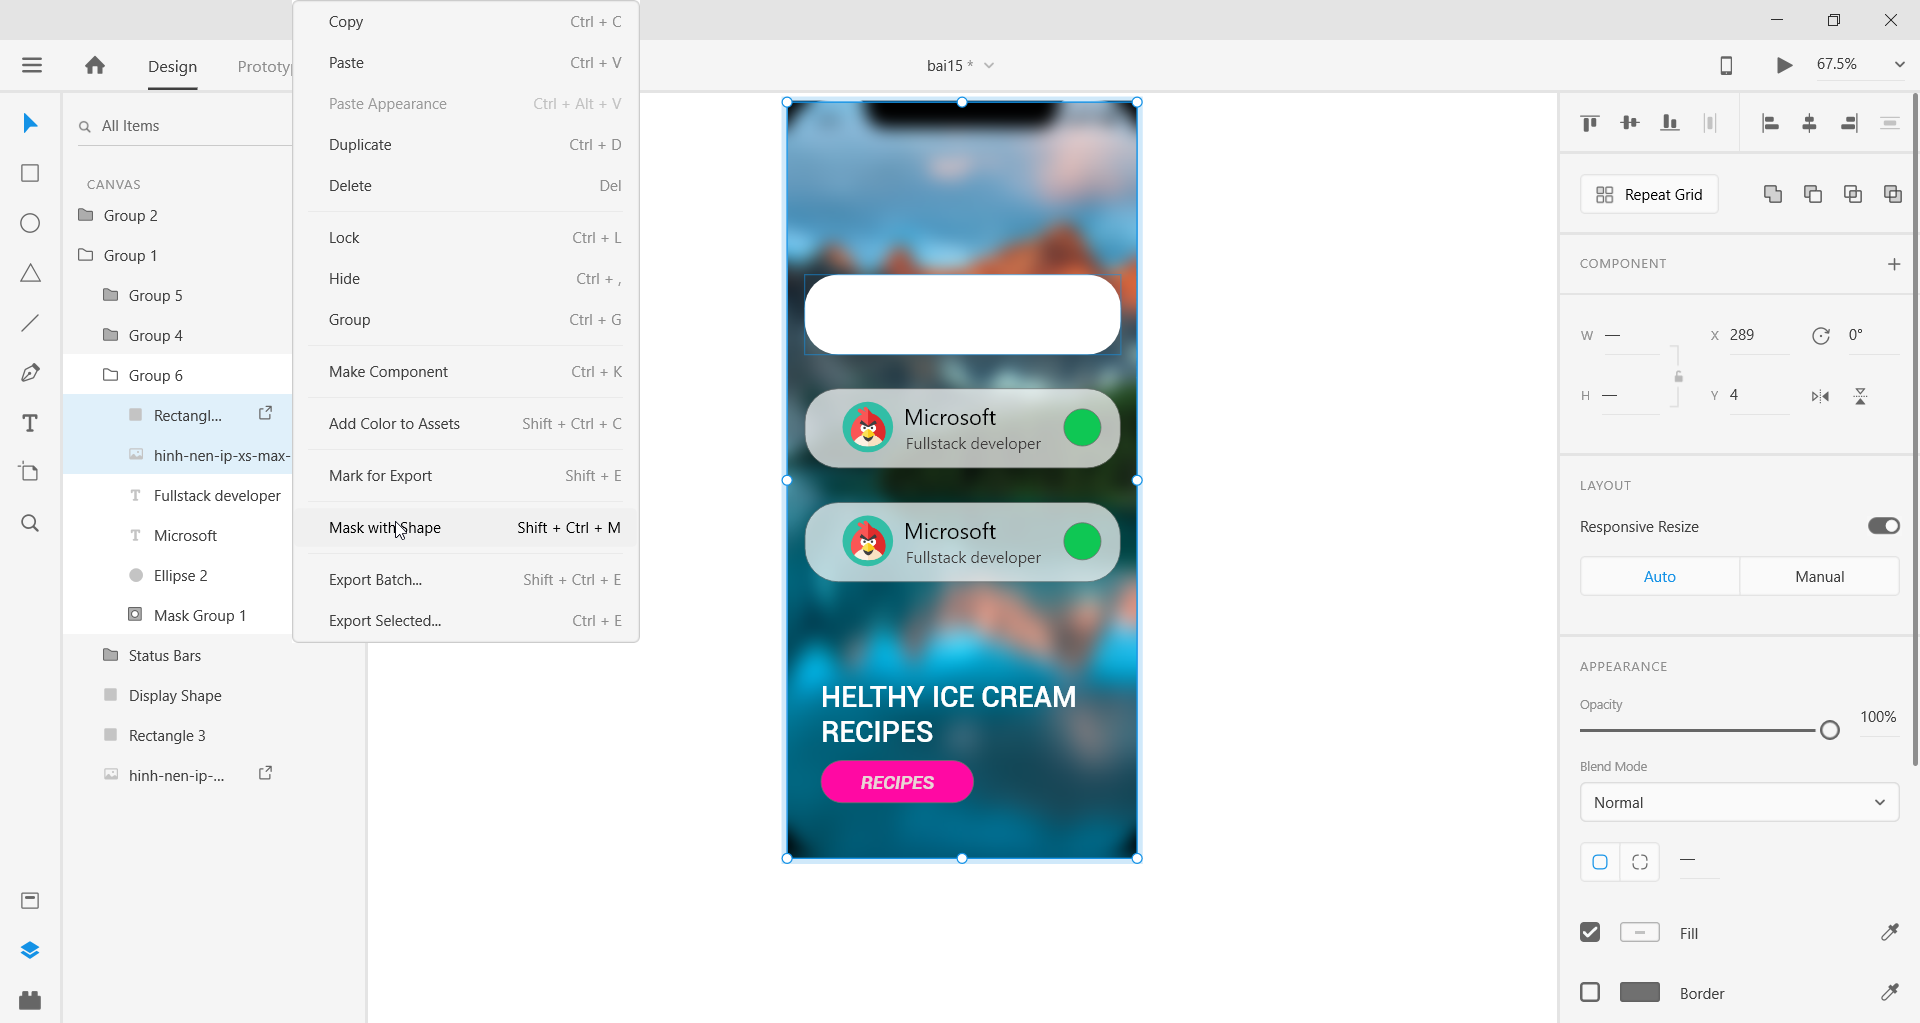 Design
Prototy
bai15 *
67.5%
All Items
CANVAS
Group 2
Group 1
Group 5
Group 4
Group 6
Rectangl...
hinh-nen-ip-xs-max-
Fullstack developer
Microsoft
Ellipse 2
Mask Group 1
Status Bars
Display Shape
Rectangle 3
hinh-nen-ip-...
Copy Ctrl + C
Paste Ctrl + V
Paste Appearance Ctrl + Alt + V
Duplicate Ctrl + D
Delete Del
Lock Ctrl + L
Hide Ctrl + ,
Group Ctrl + G
Make Component Ctrl + K
Add Color to Assets Shift + Ctrl + C
Mark for Export Shift + E
Mask with Shape Shift + Ctrl + M
Export Batch... Shift + Ctrl + E
Export Selected... Ctrl + E
Microsoft
Fullstack developer
Microsoft
Fullstack developer
HELTHY ICE CREAM
RECIPES
RECIPES
Repeat Grid
COMPONENT
W — X 289 0°
H — Y 4
LAYOUT
Responsive Resize
Auto Manual
APPEARANCE
Opacity
100%
Blend Mode
Normal
—
Fill
Border